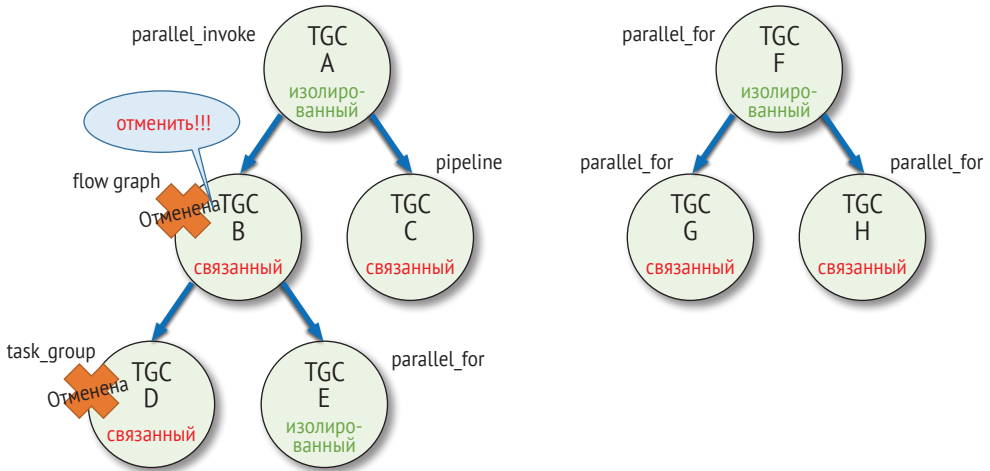 parallel_invoke
TGC
A
изолиро-
ванный
отменить!!!
flow graph
Отменена
TGC
B
связанный
pipeline
TGC
C
связанный
task_group
Отменена
TGC
D
связанный
parallel_for
TGC
E
изолиро-
ванный
parallel_for
TGC
F
изолиро-
ванный
parallel_for
TGC
G
связанный
parallel_for
TGC
H
связанный